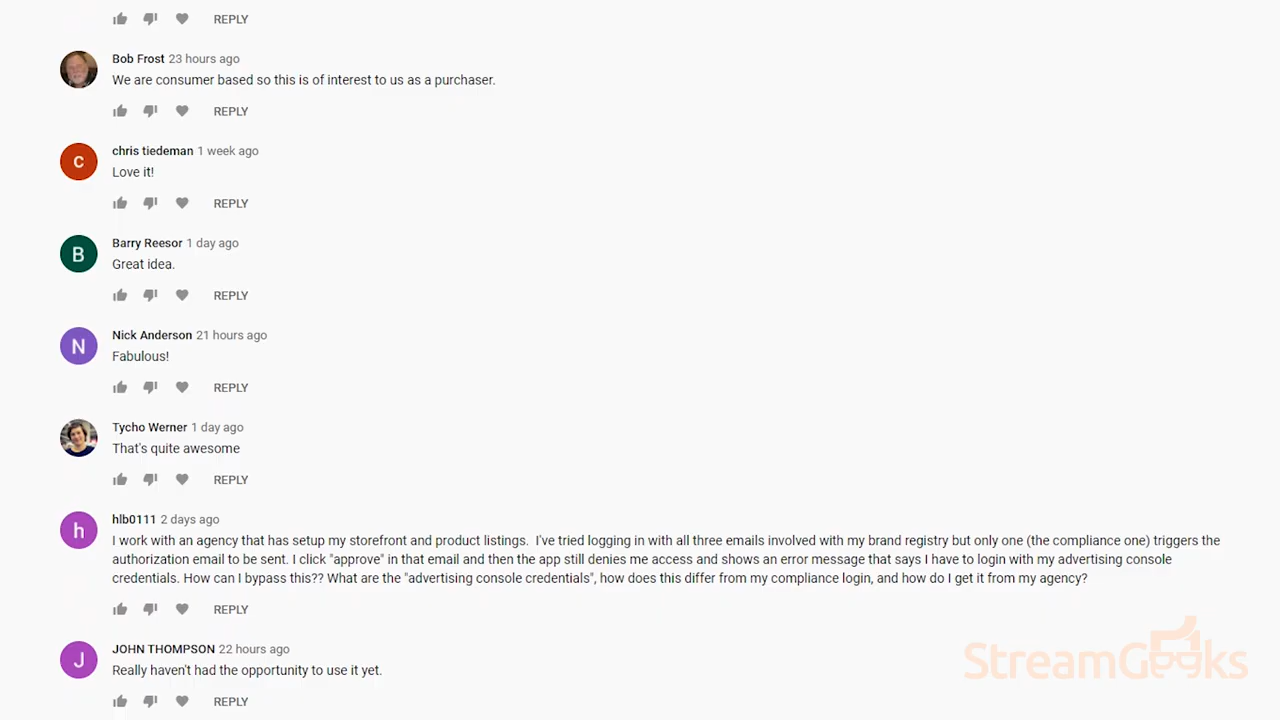 REPLY
Bob Frost 23 hours ago
We are consumer based so this is of interest to us as a purchaser.
REPLY
c
chris tiedeman 1 week ago
Love it!
REPLY
B
Barry Reesor 1 day ago
Great idea.
REPLY
N
Nick Anderson 21 hours ago
Fabulous!
REPLY
Tycho Werner 1 day ago
That's quite awesome
REPLY
h
hlb0111 2 days ago
I work with an agency that has setup my storefront and product listings.  I've tried logging in with all three emails involved with my brand registry but only one (the compliance one) triggers the
authorization email to be sent. I click "approve" in that email and then the app still denies me access and shows an error message that says I have to login with my advertising console
credentials. How can I bypass this?? What are the "advertising console credentials", how does this differ from my compliance login, and how do I get it from my agency?
REPLY
J
JOHN THOMPSON 22 hours ago
Really haven't had the opportunity to use it yet.
REPLY
StreamGeeks